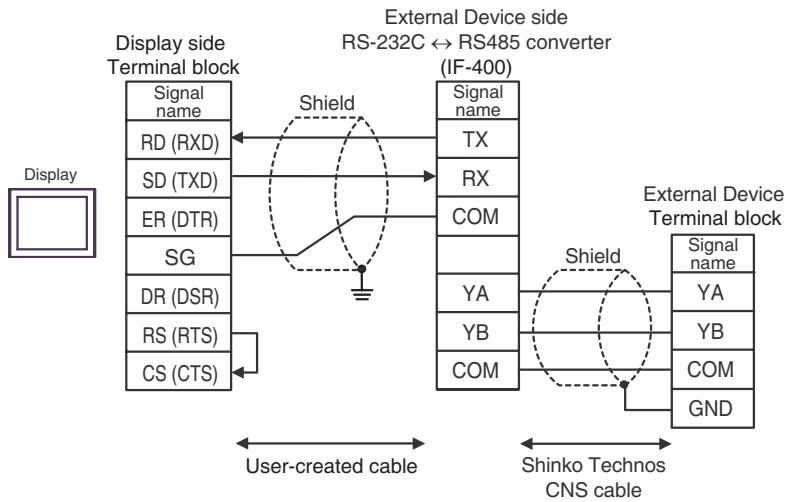 External Device side
RS-232C ↔ RS485 converter
(IF-400)
Display side
Terminal block
Signal
name
RD (RXD)
SD (TXD)
ER (DTR)
SG
DR (DSR)
RS (RTS)
CS (CTS)
Display
Shield
Signal
name
TX
RX
COM
YA
YB
COM
Shield
External Device
Terminal block
Signal
name
YA
YB
COM
GND
User-created cable
Shinko Technos
CNS cable